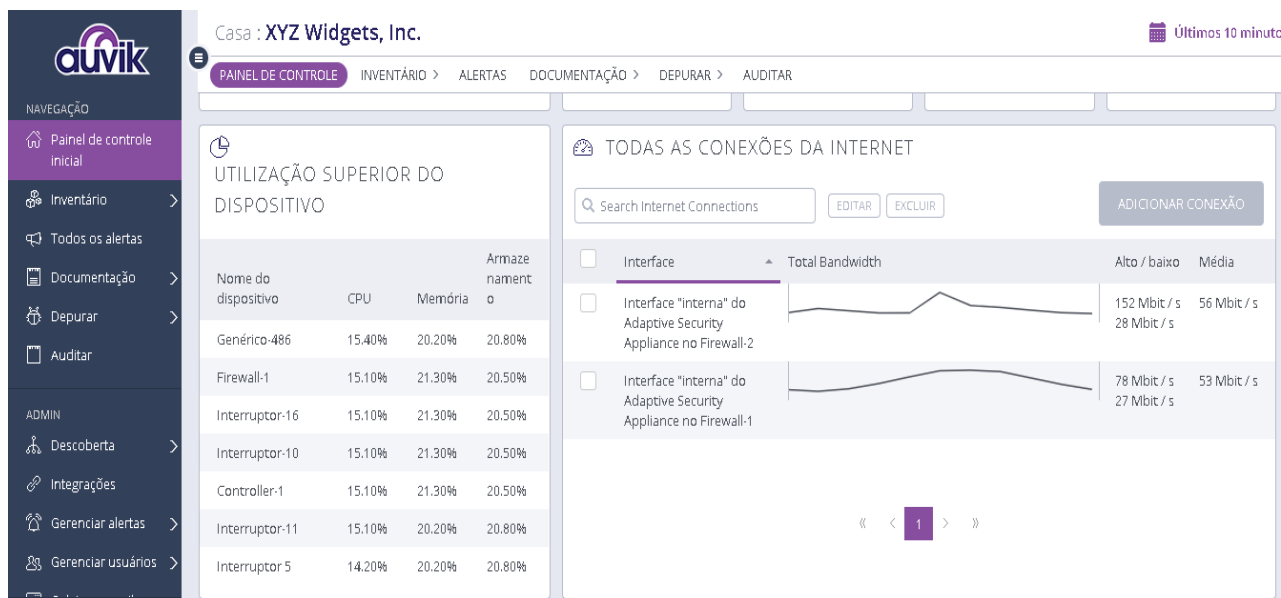 auvik
NAVEGAÇÃO
Painel de controle
inicial
Inventário
Todos os alertas
Documentação
Depurar
Auditar
ADMIN
Descoberta
Integrações
Gerenciar alertas
Gerenciar usuários
Casa : XYZ Widgets, Inc.
Últimos 10 minuto
PAINEL DE CONTROLE INVENTÁRIO > ALERTAS DOCUMENTAÇÃO > DEPURAR > AUDITAR
UTILIZAÇÃO SUPERIOR DO
DISPOSITIVO
Nome do
dispositivo CPU Memória Armaze
nament
o
Genérico-486 15.40% 20.20% 20.80%
Firewall-1 15.10% 21.30% 20.50%
Interruptor-16 15.10% 21.30% 20.50%
Interruptor-10 15.10% 21.30% 20.50%
Controller-1 15.10% 21.30% 20.50%
Interruptor-11 15.10% 20.20% 20.80%
Interruptor 5 14.20% 20.20% 20.80%
TODAS AS CONEXÕES DA INTERNET
Search Internet Connections EDITAR EXCLUIR ADICIONAR CONEXÃO
Interface Total Bandwidth Alto / baixo Média
Interface "interna" do
Adaptive Security
Appliance no Firewall-2
152 Mbit / s 56 Mbit / s
28 Mbit / s
Interface "interna" do
Adaptive Security
Appliance no Firewall-1
78 Mbit / s 53 Mbit / s
27 Mbit / s
« < 1 > »